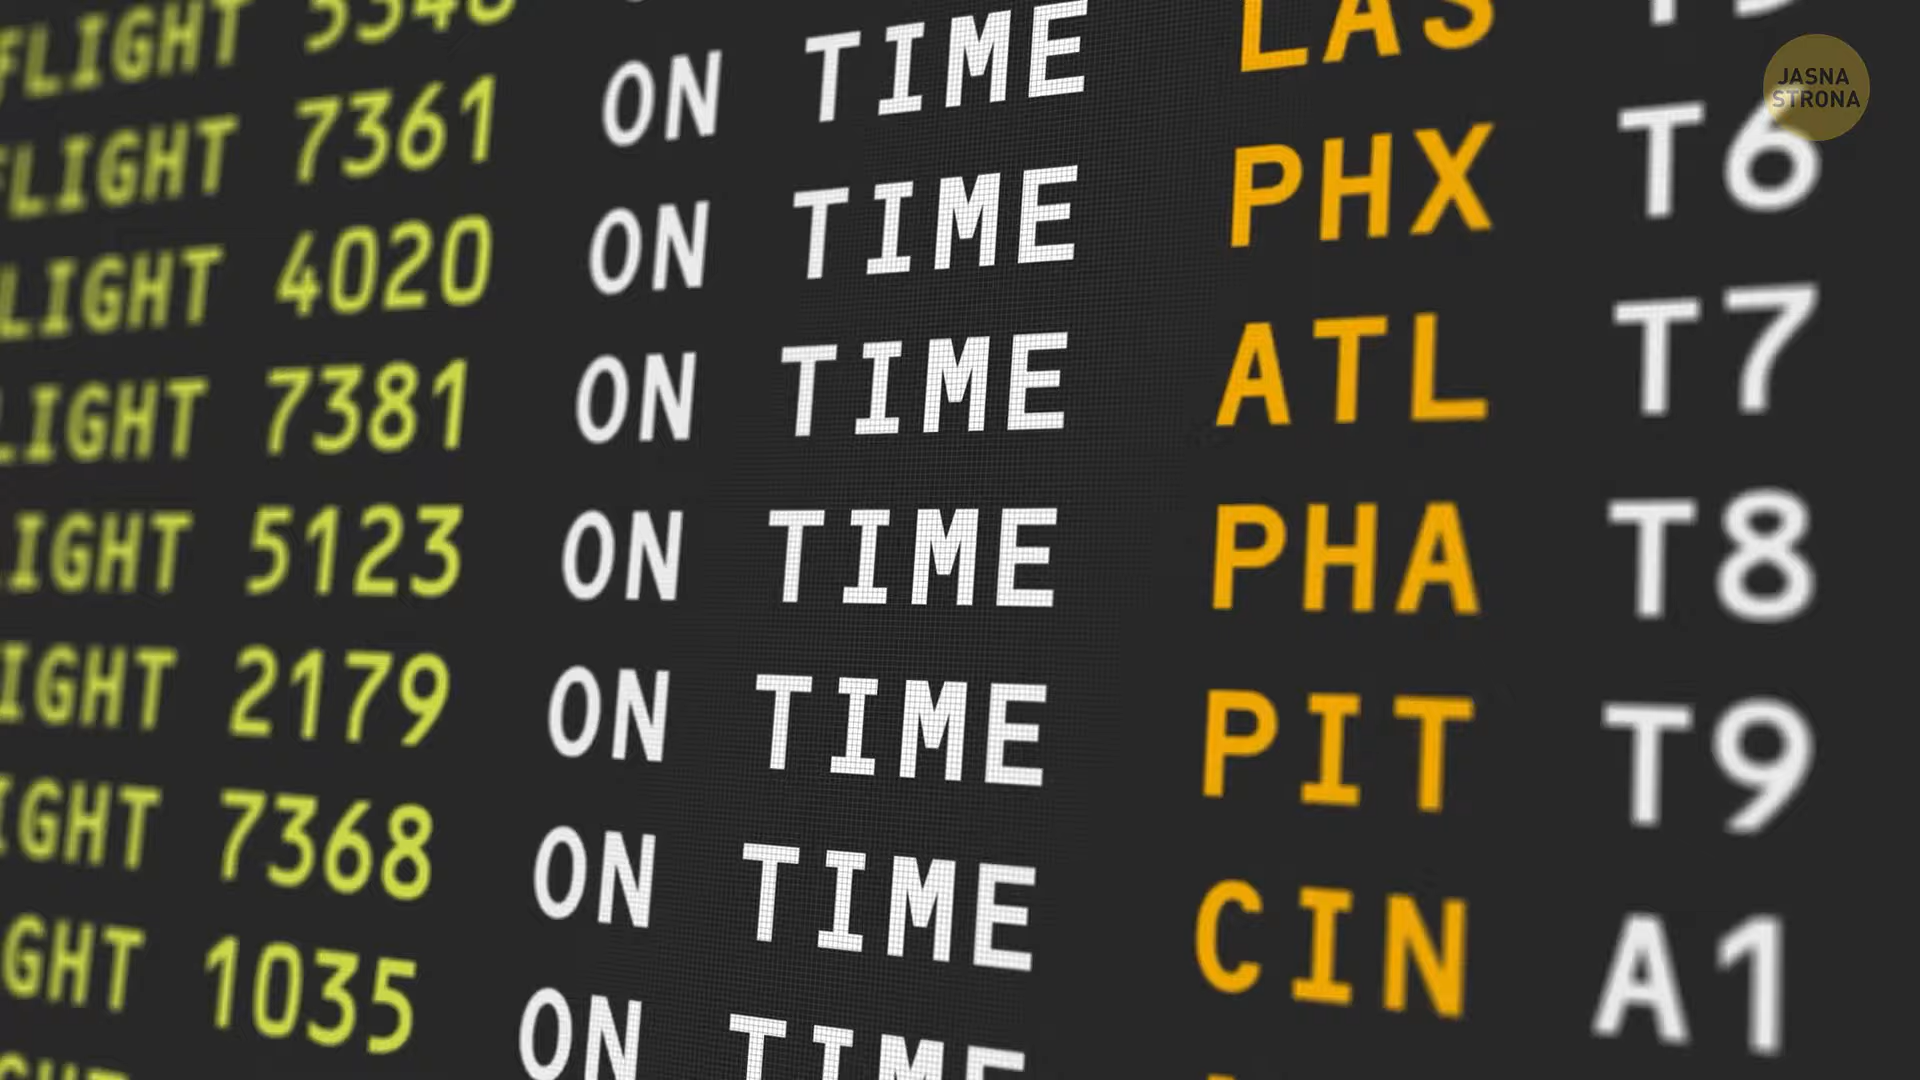 FLIGHT 7361 ON TIME LAS
FLIGHT 4020 ON TIME PHX T6
LIGHT 7381 ON TIME ATL T7
LIGHT 5123 ON TIME PHA T8
IGHT 2179 ON TIME PIT T9
IGHT 7368 ON TIME CIN A1
GHT 1035 ON TIME
JASNA
STRONA